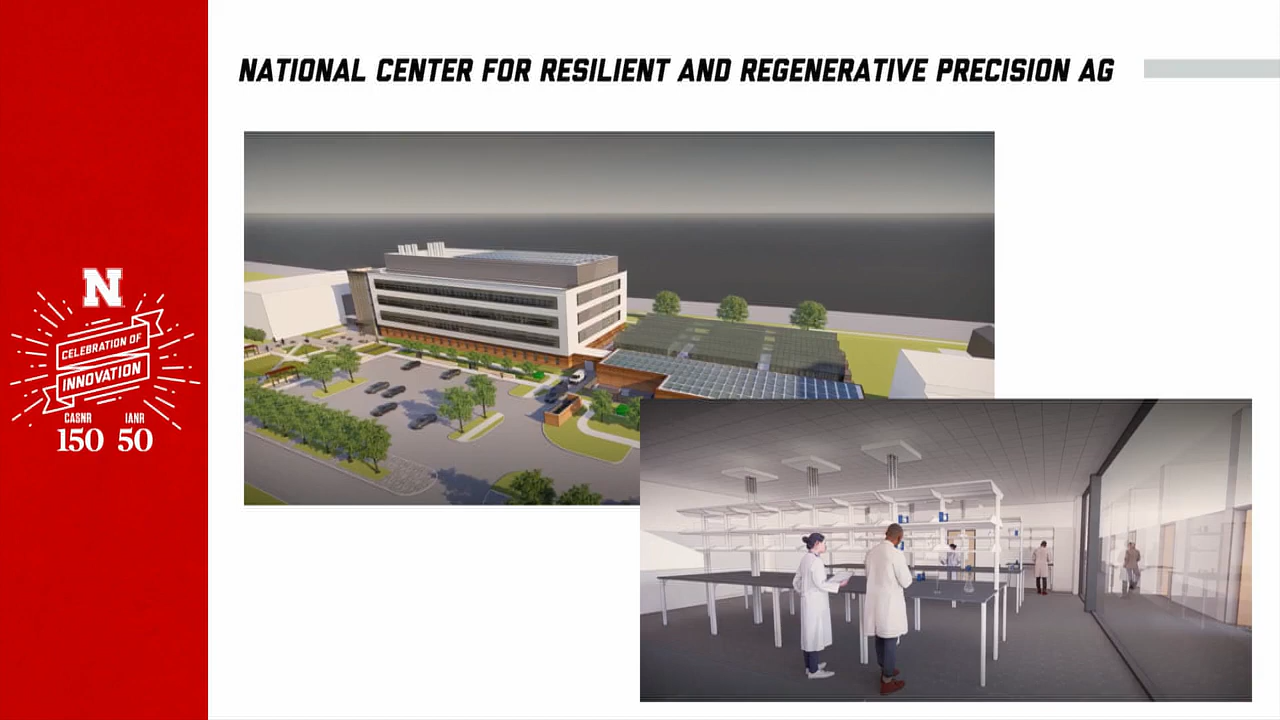 NATIONAL CENTER FOR RESILIENT AND REGENERATIVE PRECISION AG
N
CELEBRATION OF
INNOVATION
CASNR IANR
150 50